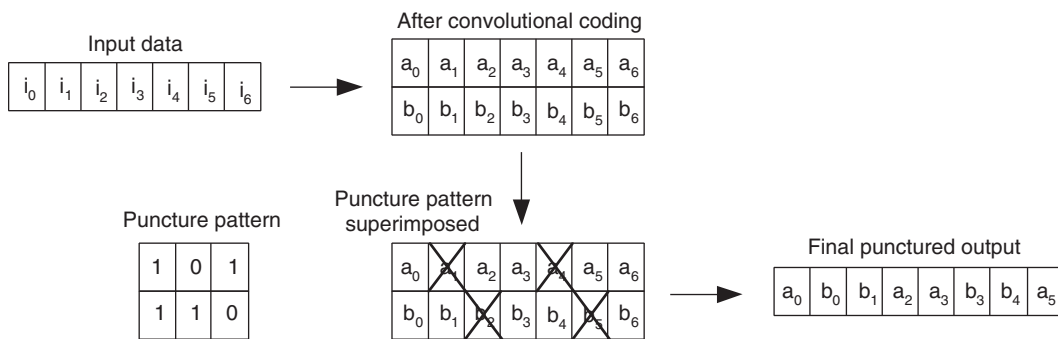 After convolutional coding
Input data
i₀ i₁ i₂ i₃ i₄ i₅ i₆
a₀ a₁ a₂ a₃ a₄ a₅ a₆
b₀ b₁ b₂ b₃ b₄ b₅ b₆
Puncture pattern
superimposed
Puncture pattern
1 0 1
1 1 0
a₀ a₁ a₂ a₃ a₄ a₅ a₆
b₀ b₁ b₂ b₃ b₄ b₅ b₆
Final punctured output
a₀ b₀ b₁ a₂ a₃ b₃ b₄ a₅